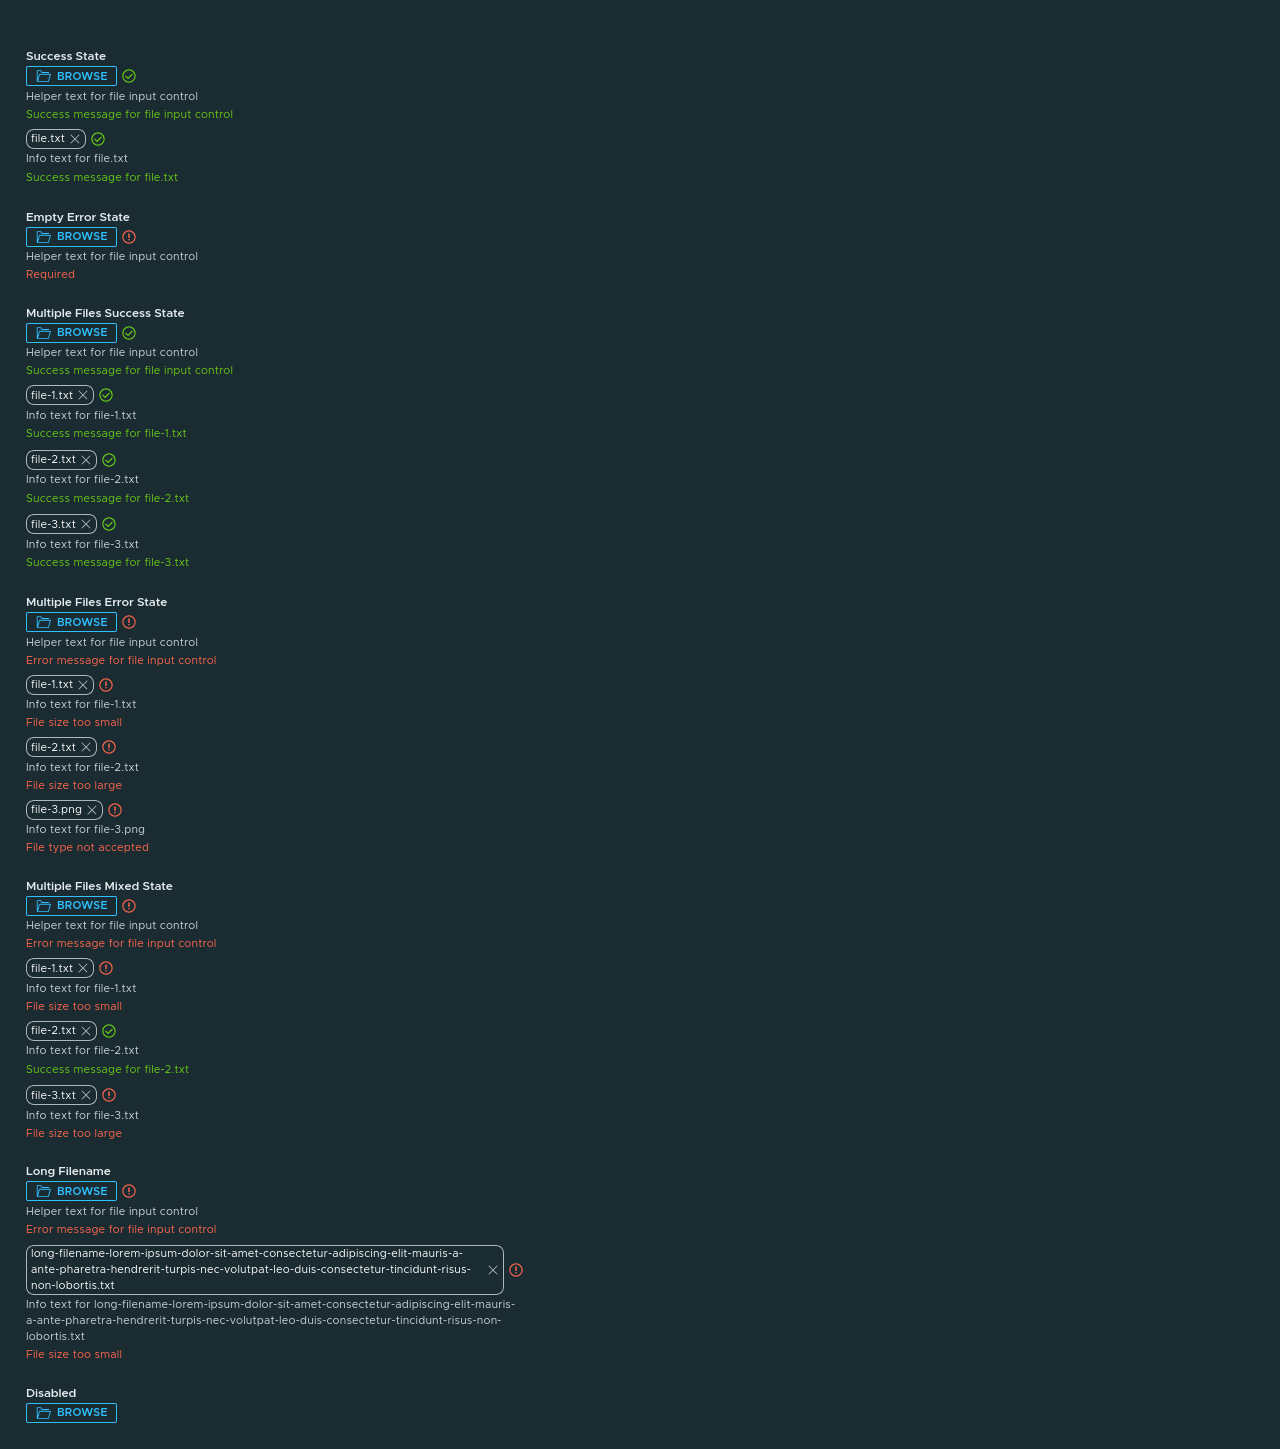 Success State
BROWSE
Helper text for file input control
Success message for file input control
file.txt
Info text for file.txt
Success message for file.txt
Empty Error State
BROWSE
Helper text for file input control
Required
Multiple Files Success State
BROWSE
Helper text for file input control
Success message for file input control
file-1.txt
Info text for file-1.txt
Success message for file-1.txt
file-2.txt
Info text for file-2.txt
Success message for file-2.txt
file-3.txt
Info text for file-3.txt
Success message for file-3.txt
Multiple Files Error State
BROWSE
Helper text for file input control
Error message for file input control
file-1.txt
Info text for file-1.txt
File size too small
file-2.txt
Info text for file-2.txt
File size too large
file-3.png
Info text for file-3.png
File type not accepted
Multiple Files Mixed State
BROWSE
Helper text for file input control
Error message for file input control
file-1.txt
Info text for file-1.txt
File size too small
file-2.txt
Info text for file-2.txt
Success message for file-2.txt
file-3.txt
Info text for file-3.txt
File size too large
Long Filename
BROWSE
Helper text for file input control
Error message for file input control
long-filename-lorem-ipsum-dolor-sit-amet-consectetur-adipiscing-elit-mauris-a-
ante-pharetra-hendrerit-turpis-nec-volutpat-leo-duis-consectetur-tincidunt-risus-
non-lobortis.txt
Info text for long-filename-lorem-ipsum-dolor-sit-amet-consectetur-adipiscing-elit-mauris-
a-ante-pharetra-hendrerit-turpis-nec-volutpat-leo-duis-consectetur-tincidunt-risus-non-
lobortis.txt
File size too small
Disabled
BROWSE